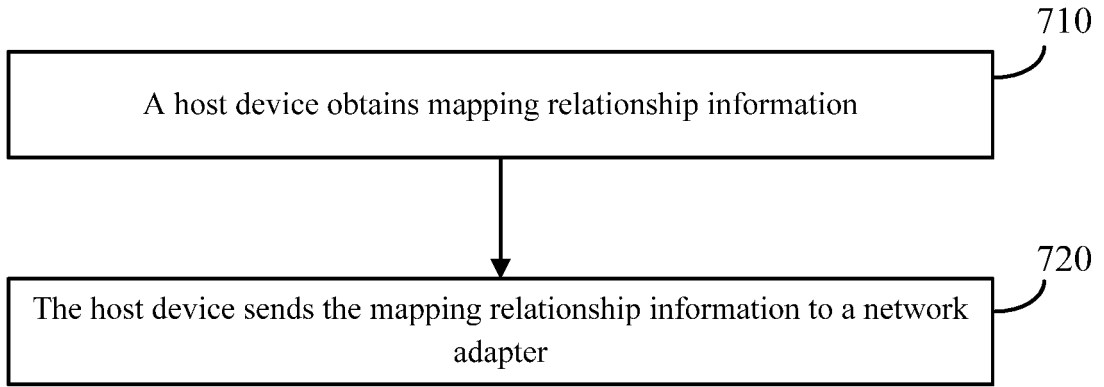 710
A host device obtains mapping relationship information
720
The host device sends the mapping relationship information to a network
adapter